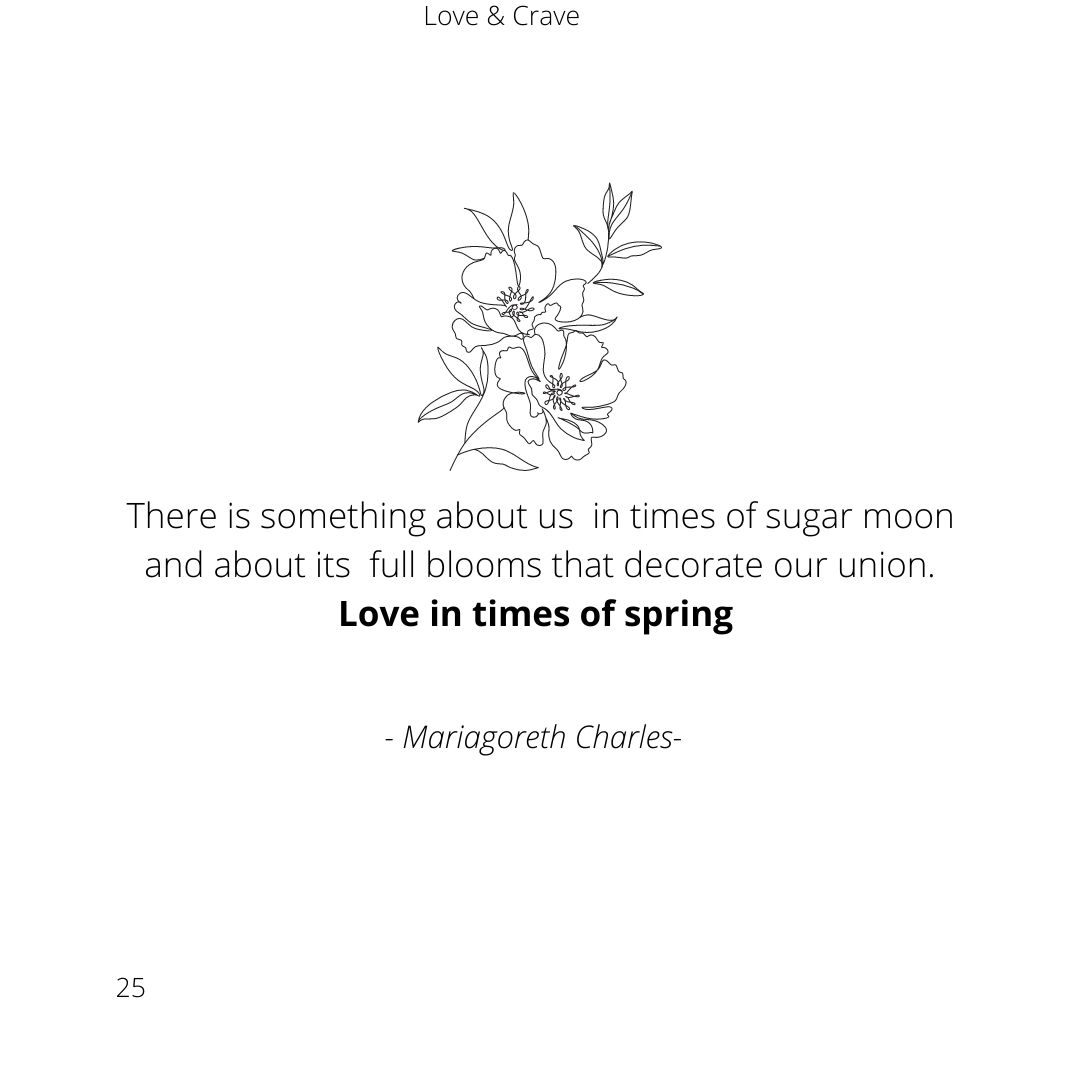 Love & Crave
There is something about us  in times of sugar moon
and about its  full blooms that decorate our union.
Love in times of spring
- Mariagoreth Charles-
25